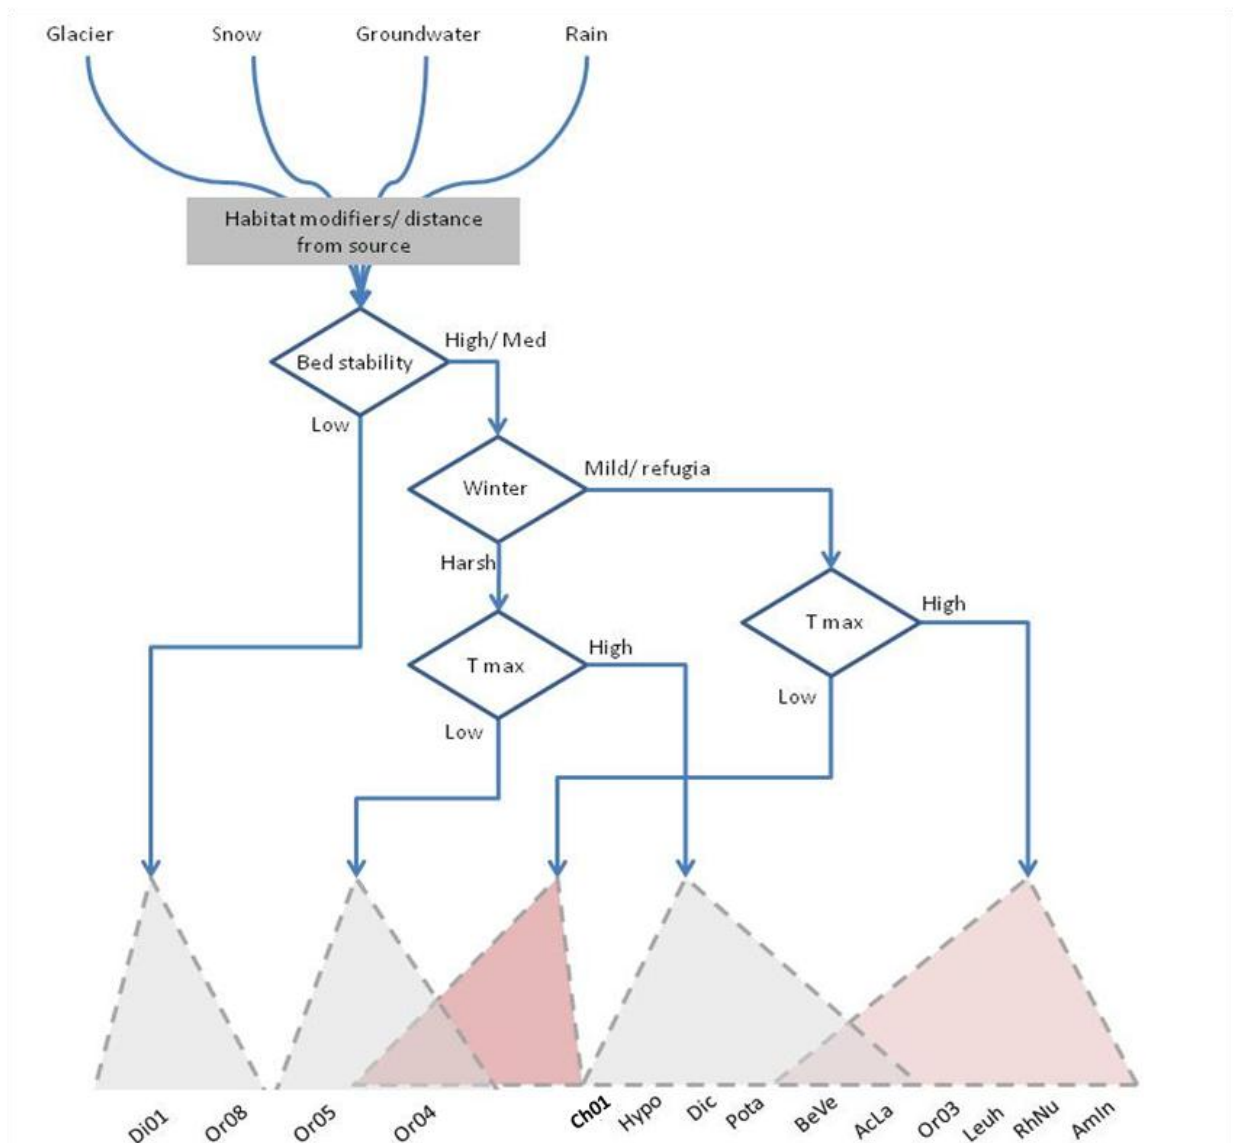 Glacier
Snow
Groundwater
Rain
Habitat modifiers/ distance
from source
Bed stability
High/ Med
Low
Winter
Mild/ refugia
Harsh
T max
High
T max
High
Low
Low
Di01
Or08
Or05
Or04
Ch01
Hypo
Dic
Pota
BeVe
AcLa
Or03
Leuh
RhNu
AmIn